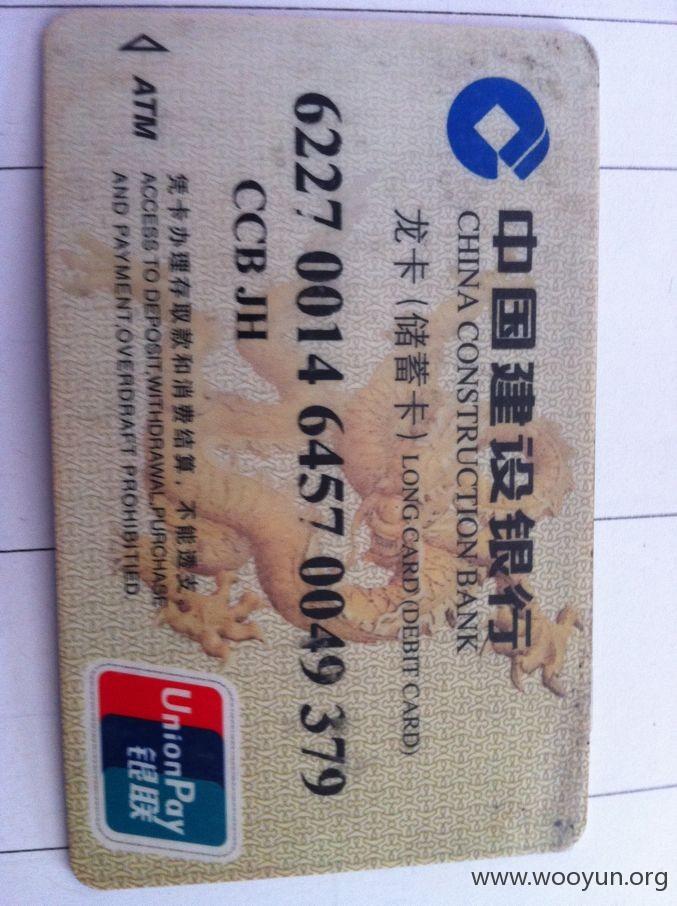 中国建设银行
CHINA CONSTRUCTION BANK
龙卡(储蓄卡) LONG CARD (DEBIT CARD)
6227 0014 6457 0049 379
CCB JH
凭卡办理存取款和消费结算，不能透支。
ACCESS TO DEPOSIT,WITHDRAWAL,PURCHASE
AND PAYMENT.OVERDRAFT PROHIBITIED.
ATM
UnionPay
银联
www.wooyun.org